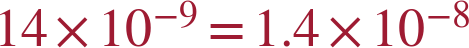 14 × 10⁻⁹ = 1.4 × 10⁻⁸